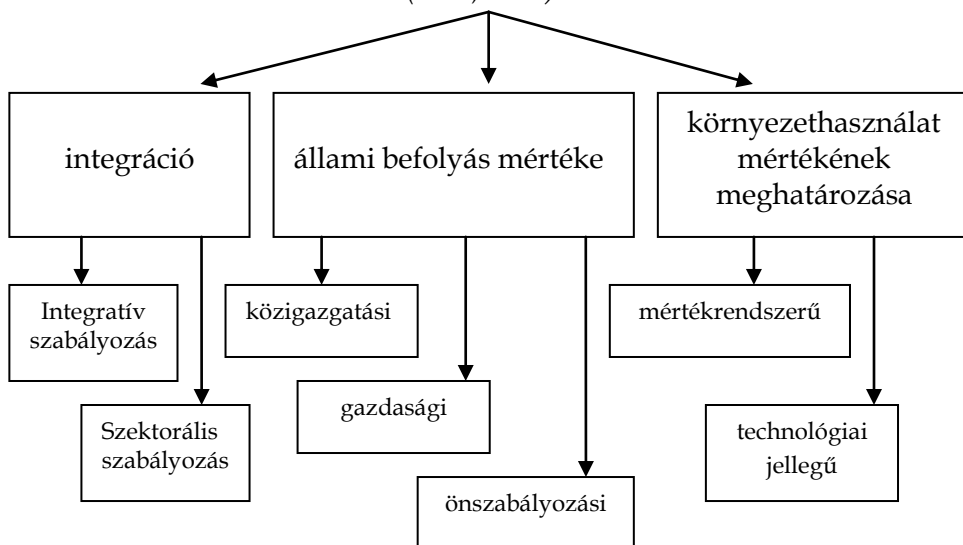 integráció
állami befolyás mértéke
környezethasználat
mértékének
meghatározása
Integratív
szabályozás
közigazgatási
mértékrendszerű
gazdasági
Szektorális
szabályozás
technológiai
jellegű
önszabályozási